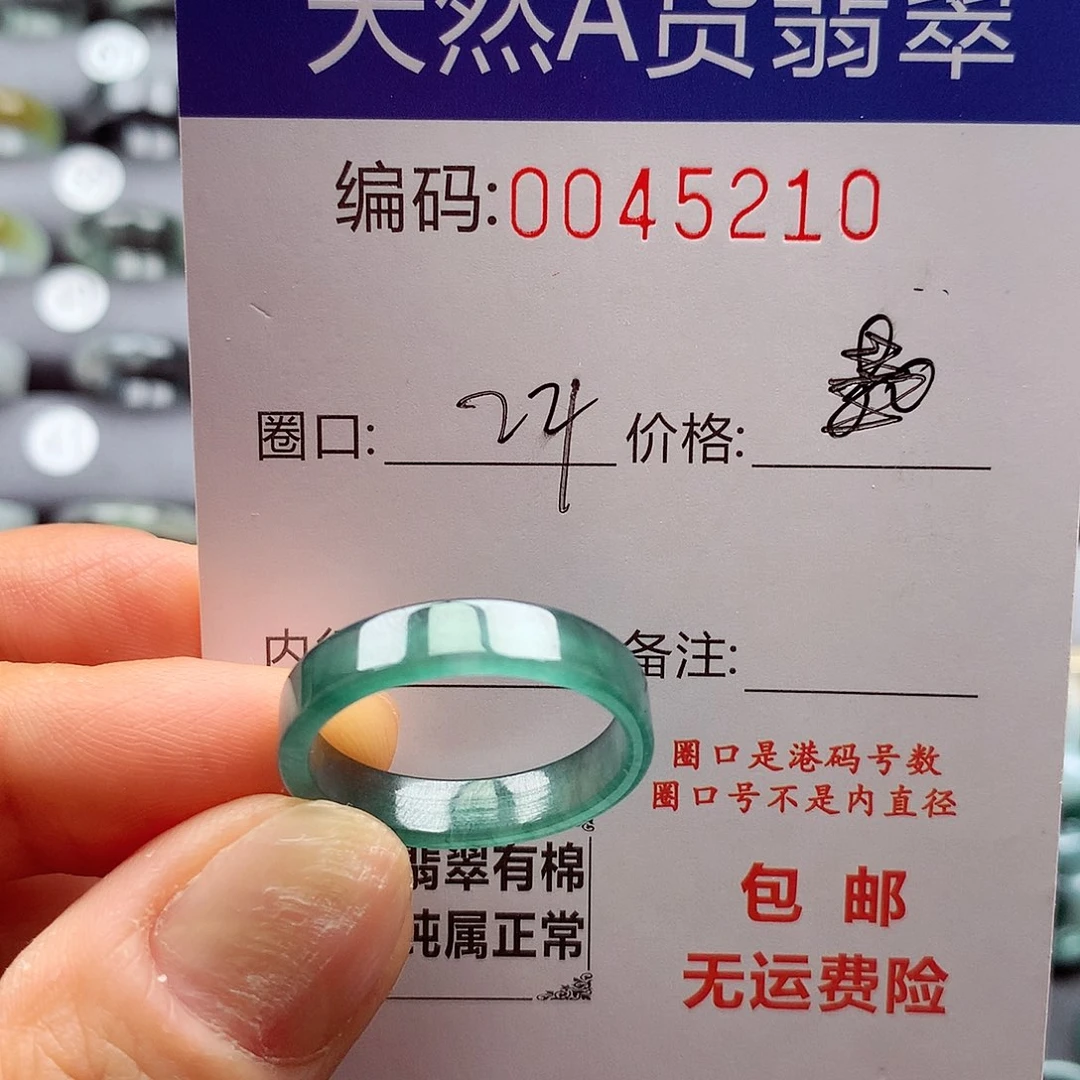 天然A货翡翠
编码:0045210
圈口: 24 价格:
内 备注:
圈口是港码号数
圈口号不是内直径
翡翠有棉
纯属正常
包邮
无运费险